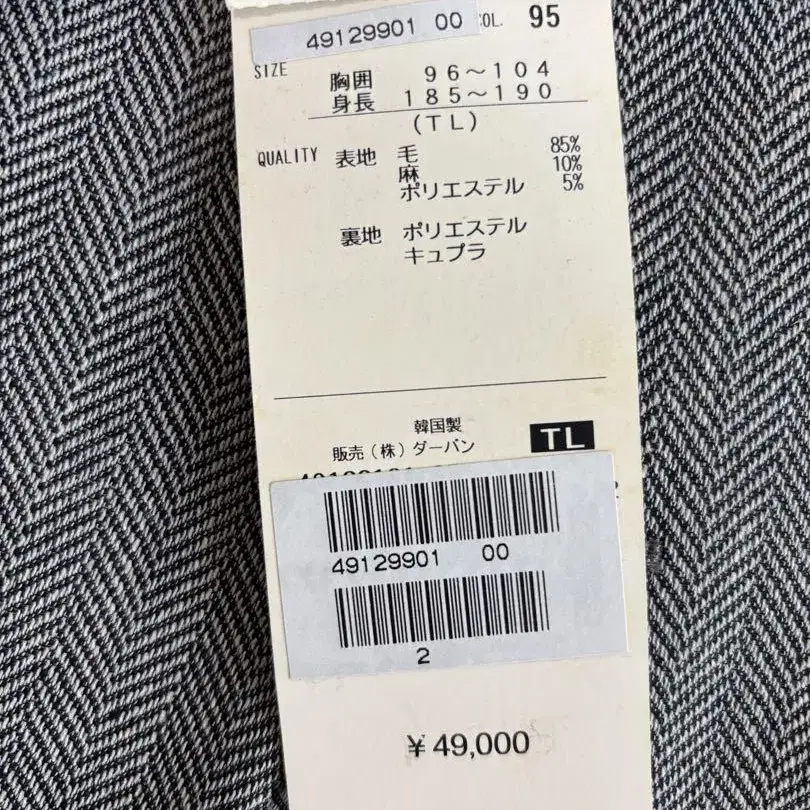 49129901 00 COL. 95
SIZE
胸囲 96～104
身長 185～190
(TL)
QUALITY 表地 毛 85%
麻 10%
ポリエステル 5%
裏地 ポリエステル
キュプラ
韓国製
販売(株)ダーバン TL
49129901 00
2
¥49,000